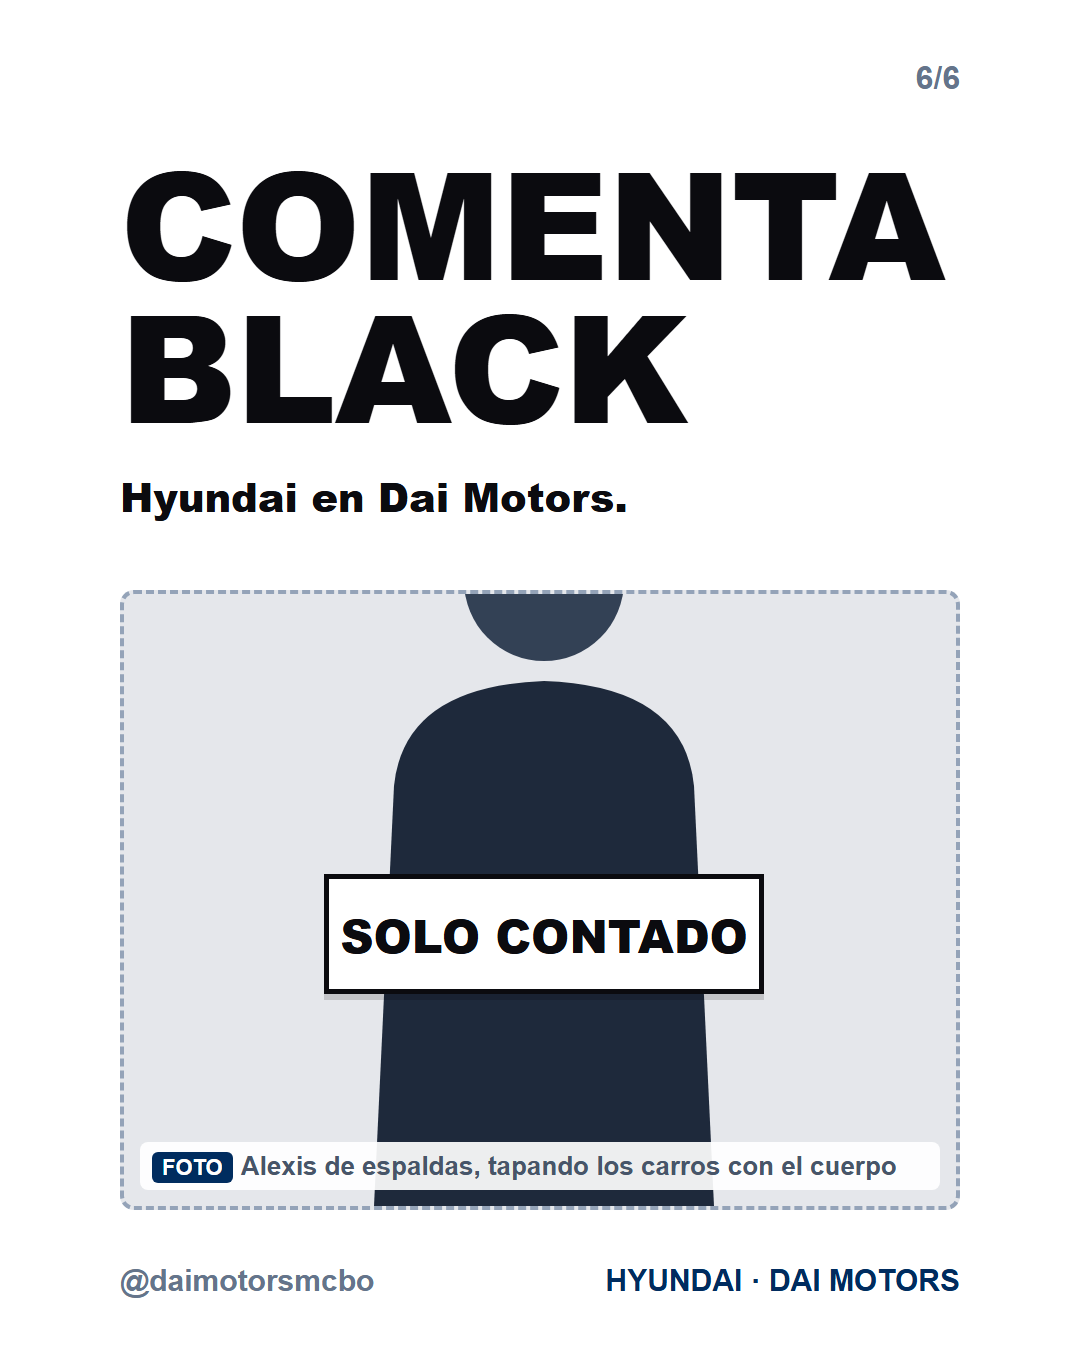 6/6
COMENTA
BLACK
Hyundai en Dai Motors.
SOLO CONTADO
FOTO Alexis de espaldas, tapando los carros con el cuerpo
@daimotorsmcbo
HYUNDAI · DAI MOTORS